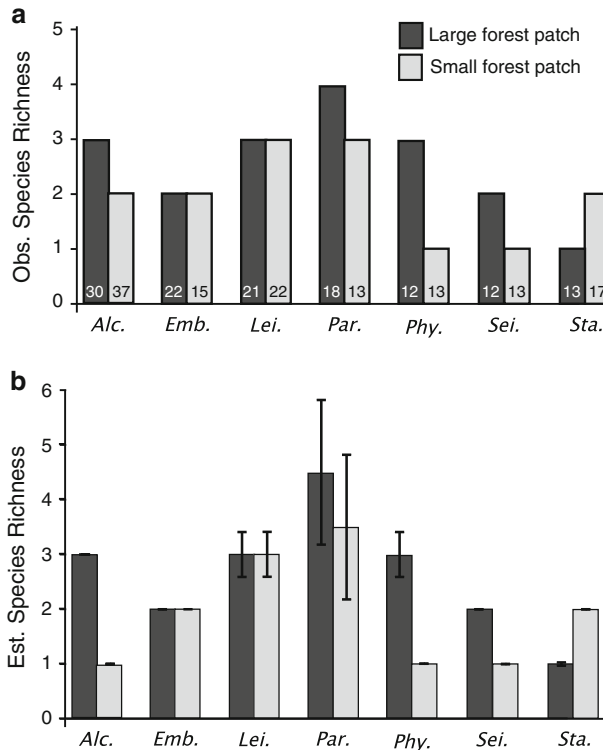 a
Large forest patch
Small forest patch
Obs. Species Richness
5
4
3
2
1
0
30 37 22 15 21 22 18 13 12 13 12 13 13 17
Alc. Emb. Lei. Par. Phy. Sei. Sta.
b
Est. Species Richness
6
5
4
3
2
1
0
Alc. Emb. Lei. Par. Phy. Sei. Sta.